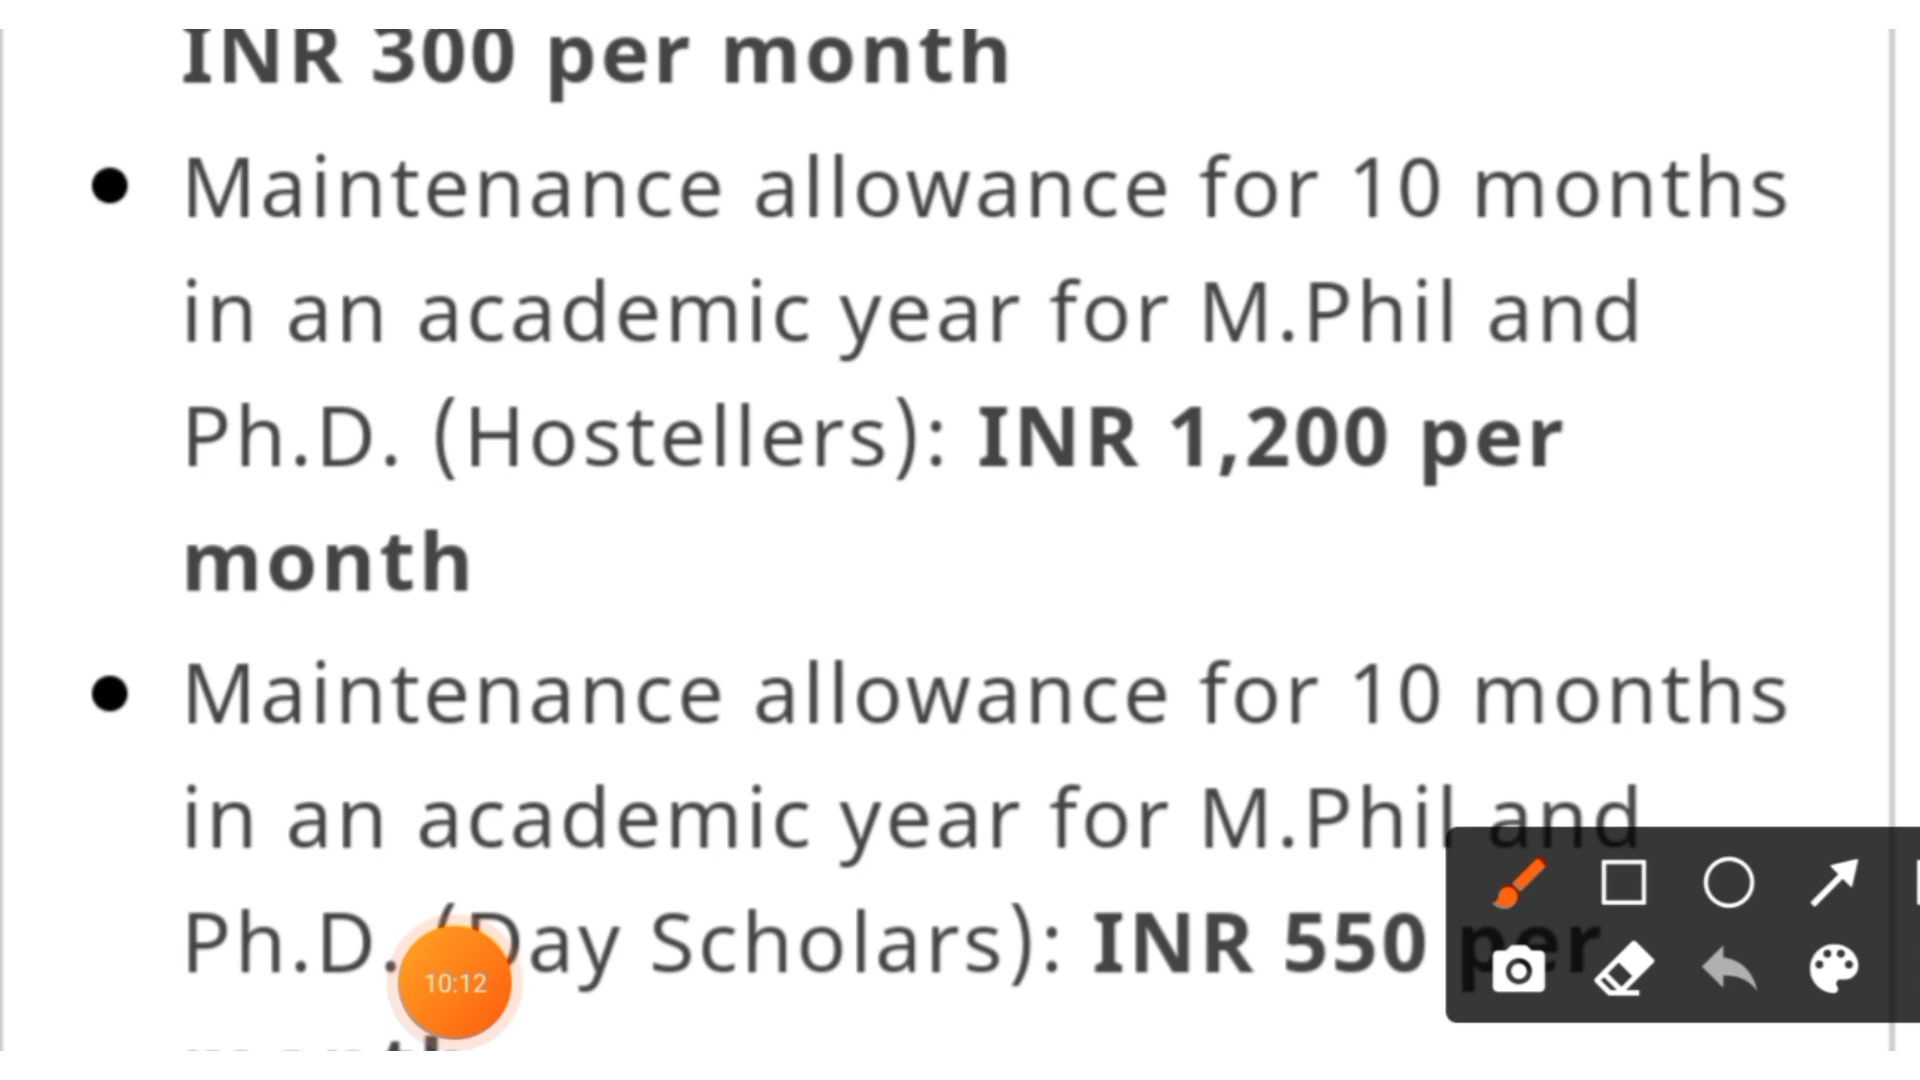 INR 300 per month
● Maintenance allowance for 10 months
in an academic year for M.Phil and
Ph.D. (Hostellers): INR 1,200 per
month
● Maintenance allowance for 10 months
in an academic year for M.Phil and
Ph.D. (Day Scholars): INR 550 per
month
10:12